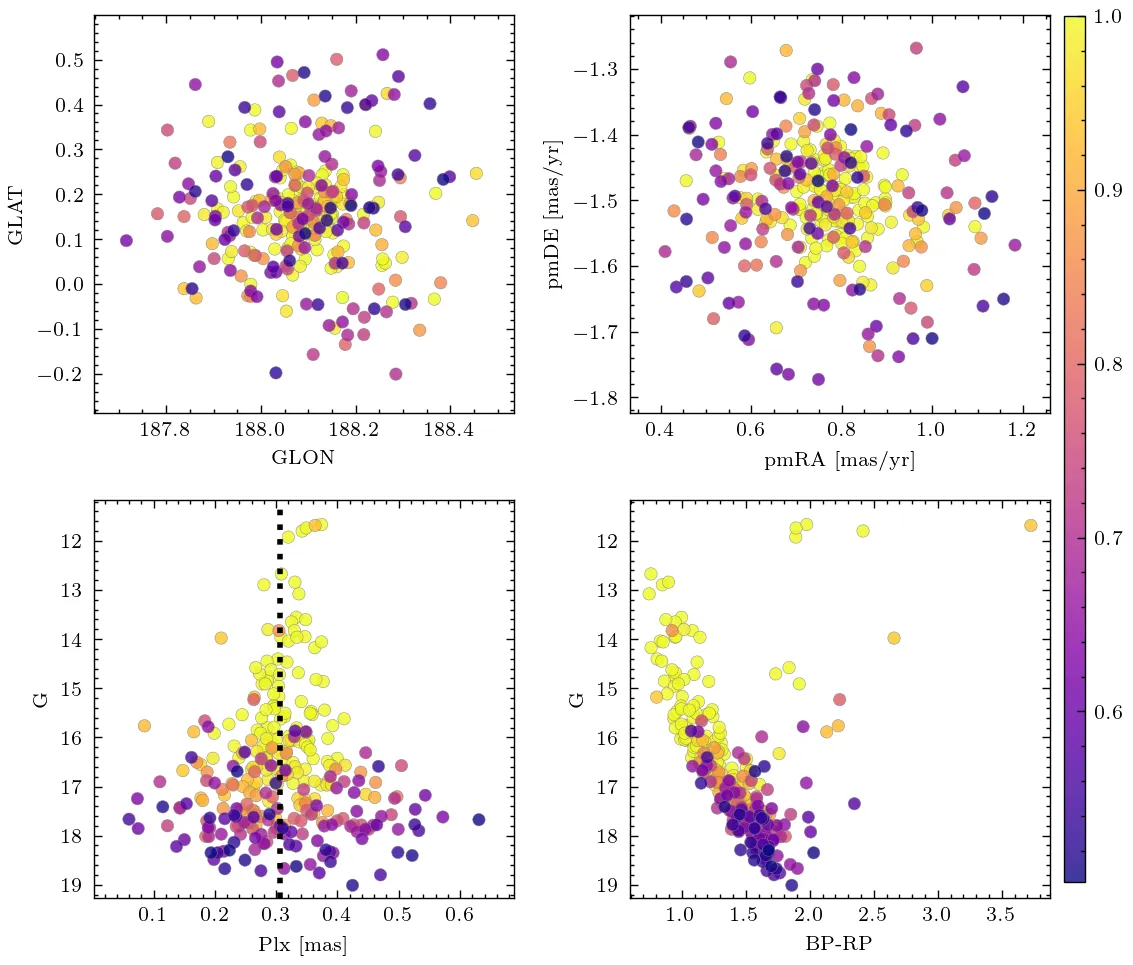 0.5
0.4
0.3
0.2
0.1
0.0
−0.1
−0.2
GLAT
187.8 188.0 188.2 188.4
GLON
−1.3
−1.4
−1.5
−1.6
−1.7
−1.8
pmDE [mas/yr]
0.4 0.6 0.8 1.0 1.2
pmRA [mas/yr]
1.0
0.9
0.8
0.7
0.6
12
13
14
15
16
17
18
19
G
0.1 0.2 0.3 0.4 0.5 0.6
Plx [mas]
12
13
14
15
16
17
18
19
G
1.0 1.5 2.0 2.5 3.0 3.5
BP-RP